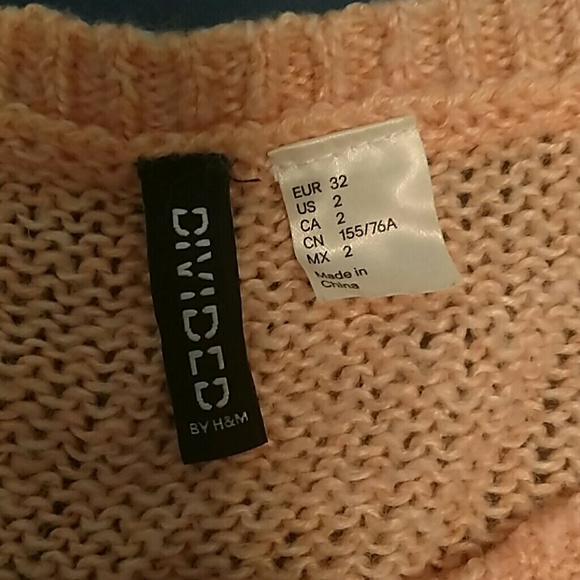 DIVIDED
BY H&M
EUR 32
US 2
CA 2
CN 155/76A
MX 2
Made in
China